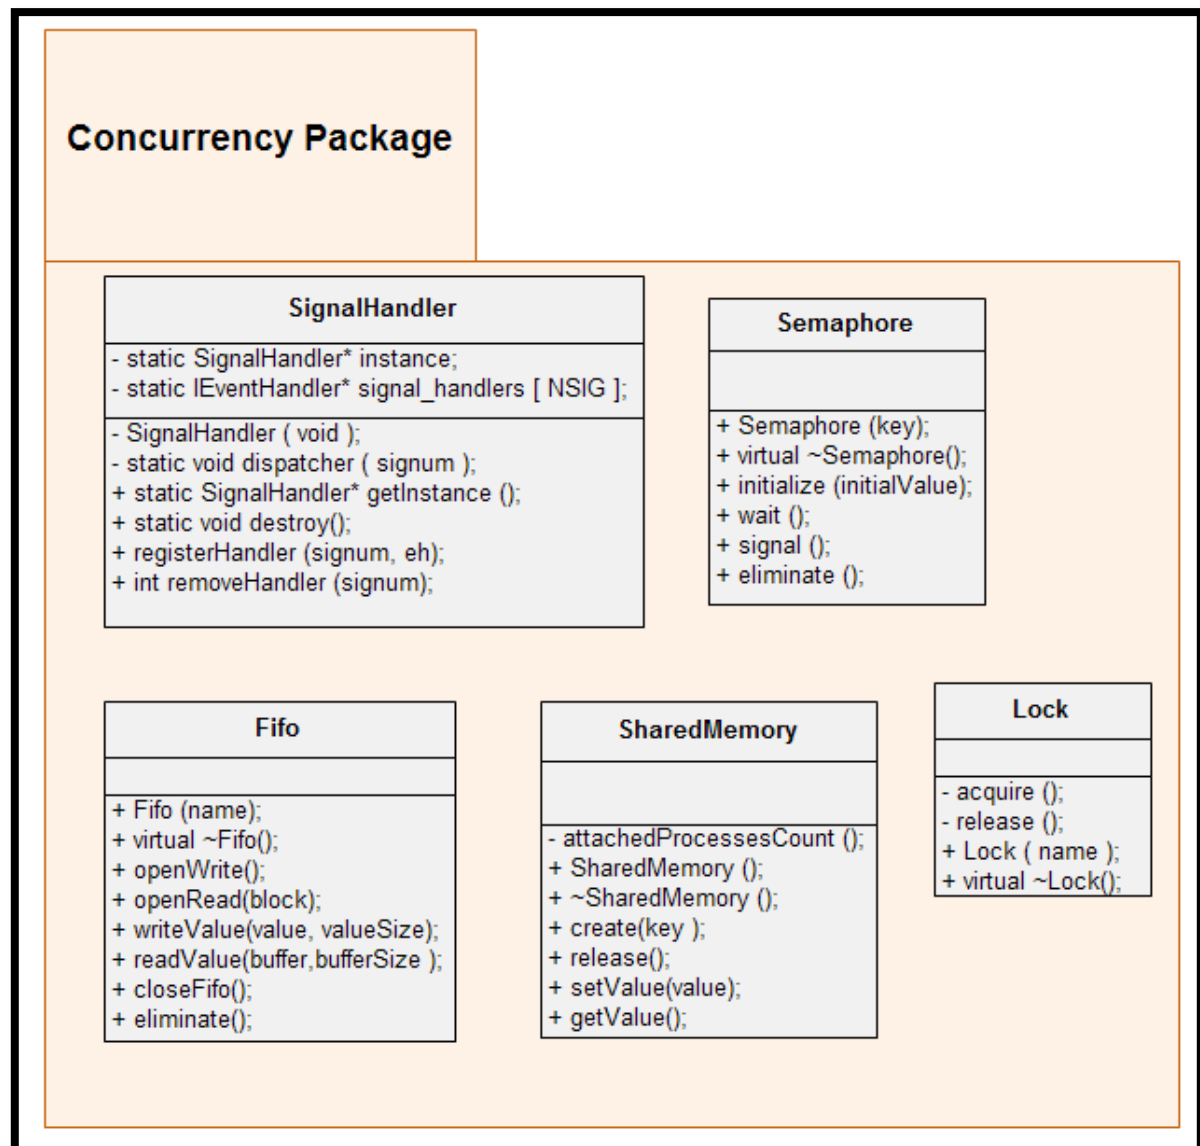 Concurrency Package
SignalHandler
- static SignalHandler* instance;
- static IEventHandler* signal_handlers [ NSIG ];
- SignalHandler ( void );
- static void dispatcher ( signum );
+ static SignalHandler* getInstance ();
+ static void destroy();
+ registerHandler (signum, eh);
+ int removeHandler (signum);
Semaphore
+ Semaphore (key);
+ virtual ~Semaphore();
+ initialize (initialValue);
+ wait ();
+ signal ();
+ eliminate ();
Fifo
+ Fifo (name);
+ virtual ~Fifo();
+ openWrite();
+ openRead(block);
+ writeValue(value, valueSize);
+ readValue(buffer,bufferSize );
+ closeFifo();
+ eliminate();
SharedMemory
- attachedProcessesCount ();
+ SharedMemory ();
+ ~SharedMemory ();
+ create(key );
+ release();
+ setValue(value);
+ getValue();
Lock
- acquire ();
- release ();
+ Lock ( name );
+ virtual ~Lock();